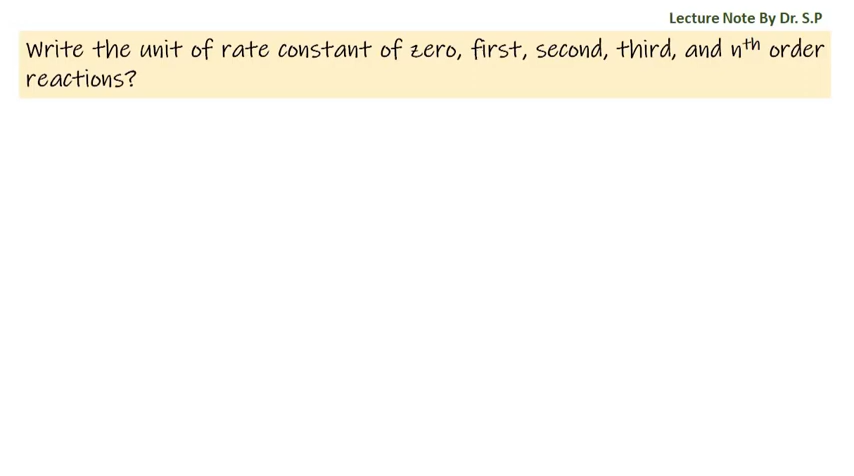 Lecture Note By Dr. S.P
Write the unit of rate constant of zero, first, second, third, and nth order
reactions?